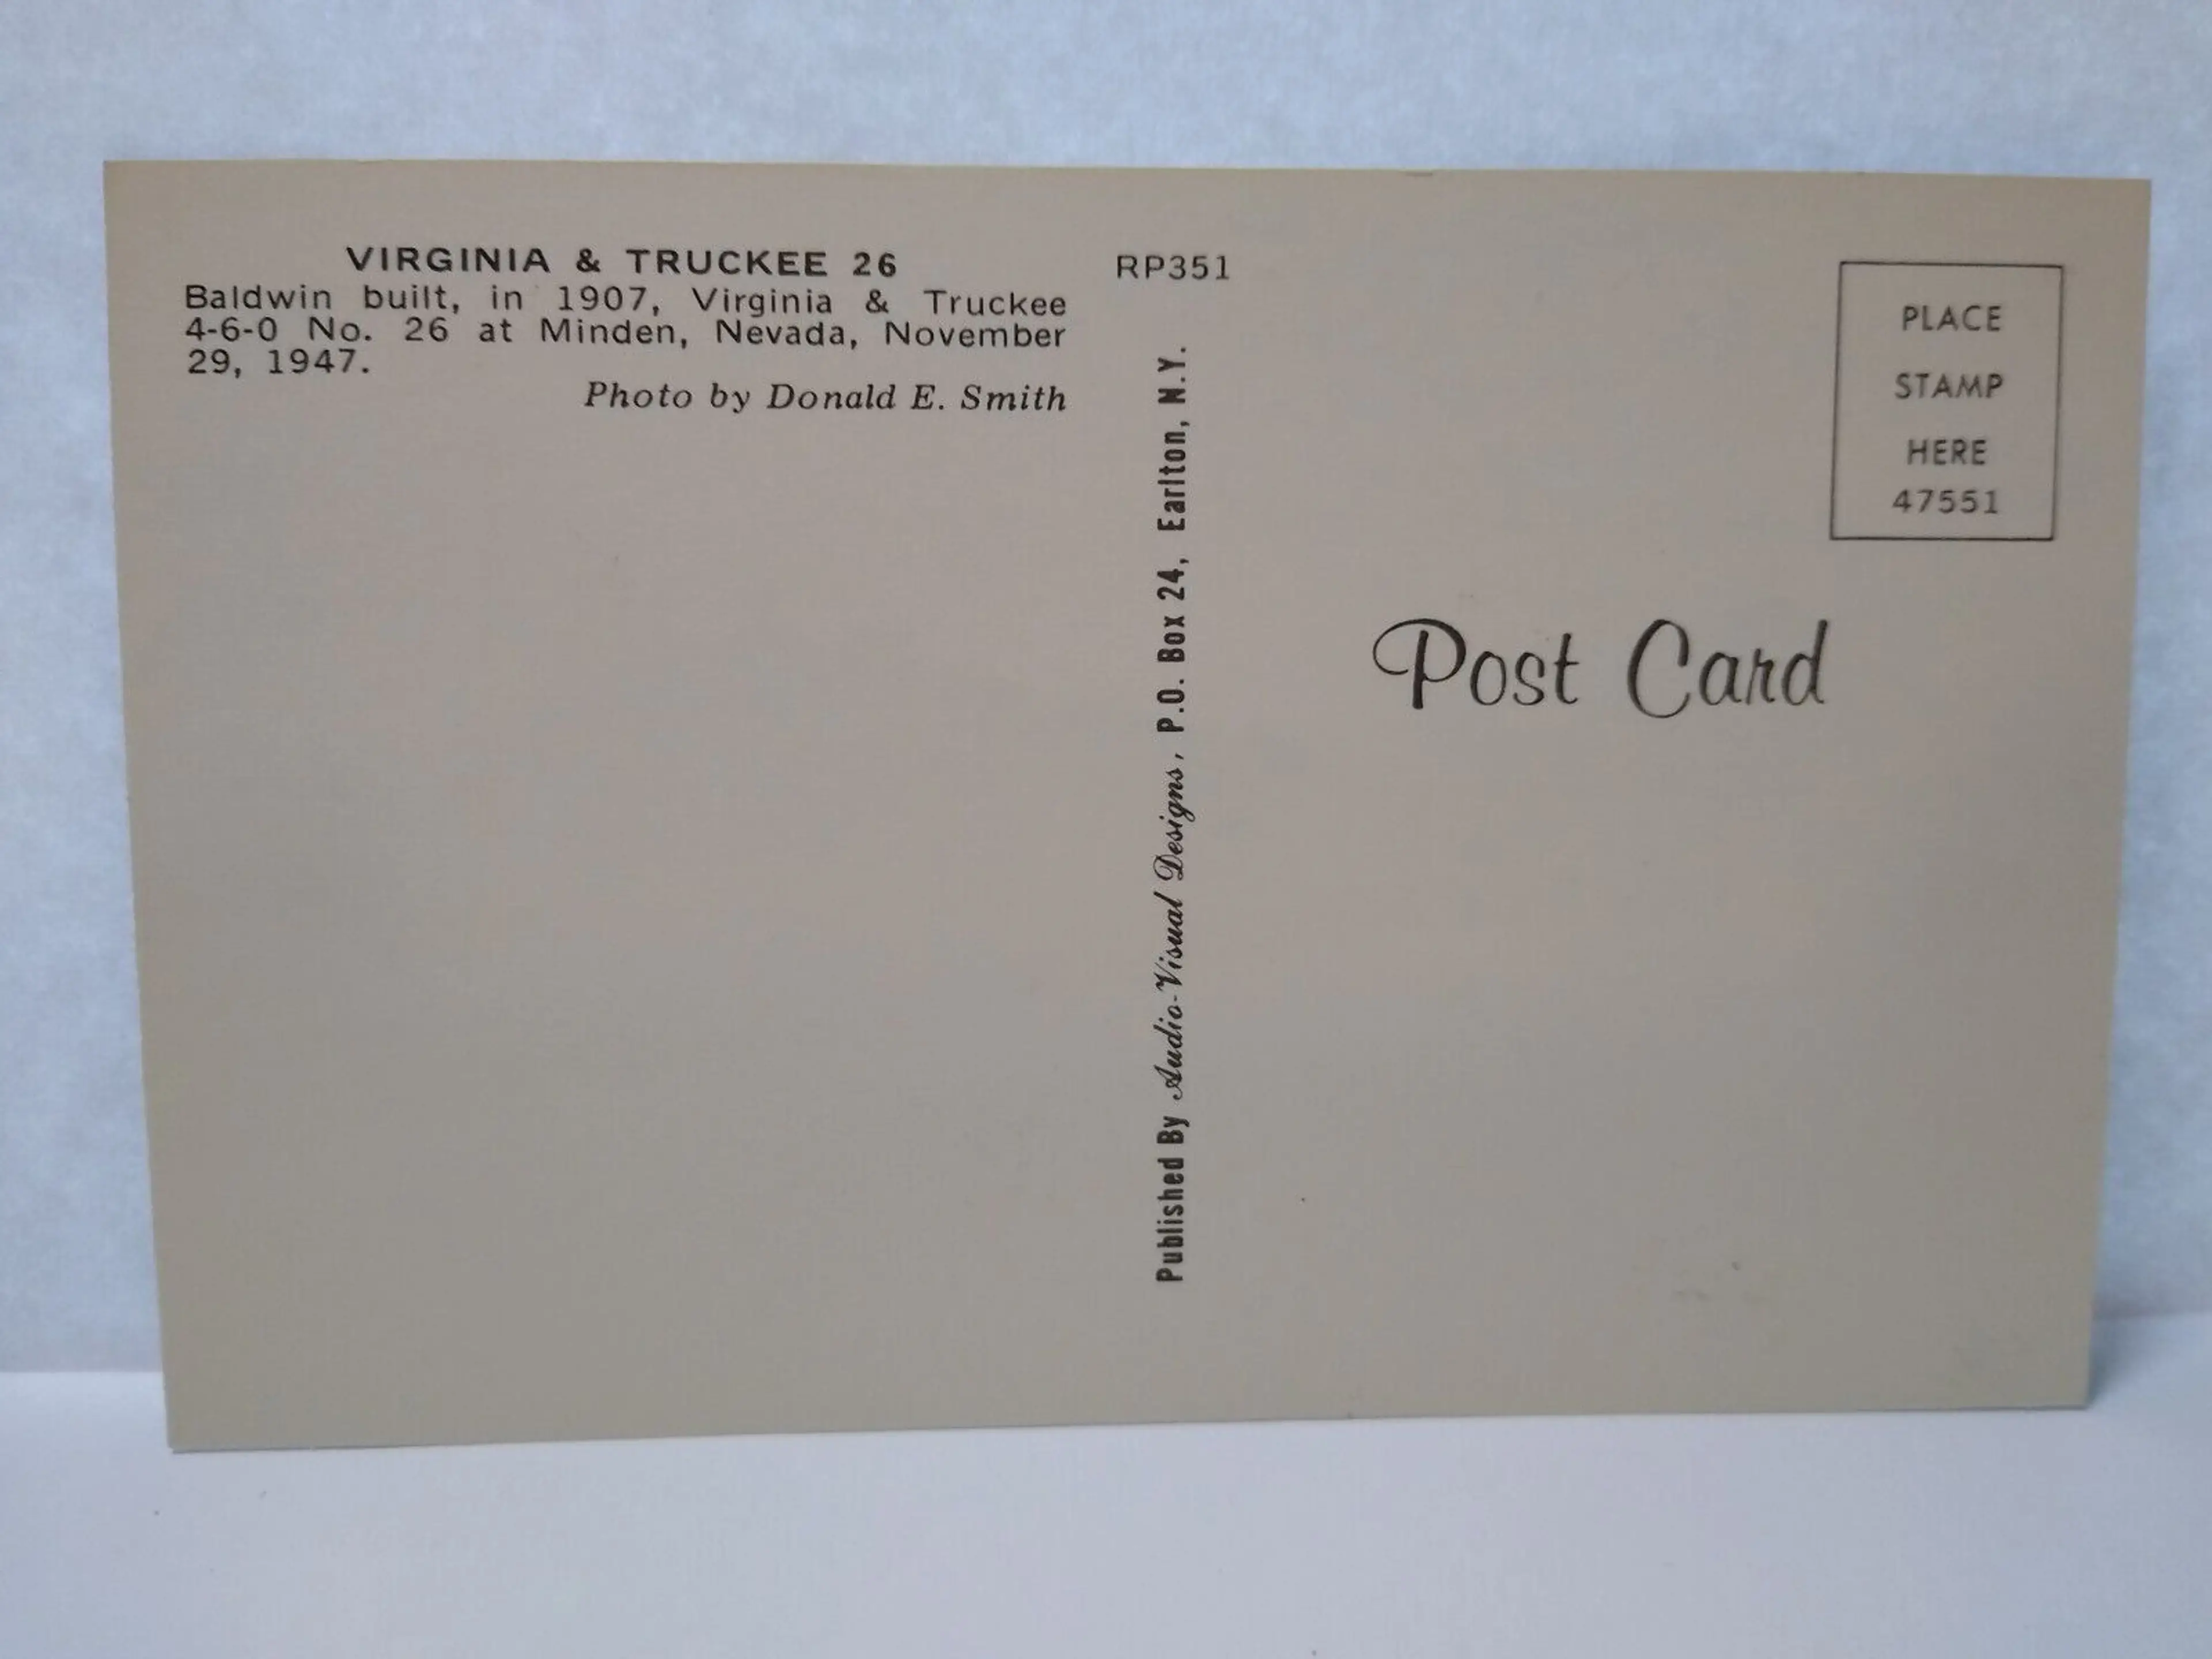 VIRGINIA & TRUCKEE 26
Baldwin built, in 1907, Virginia & Truckee
4-6-0 No. 26 at Minden, Nevada, November
29, 1947.
Photo by Donald E. Smith
RP351
Published By Audio-Visual Designs, P.O. Box 24, Earlton, N.Y.
PLACE
STAMP
HERE
47551
Post Card